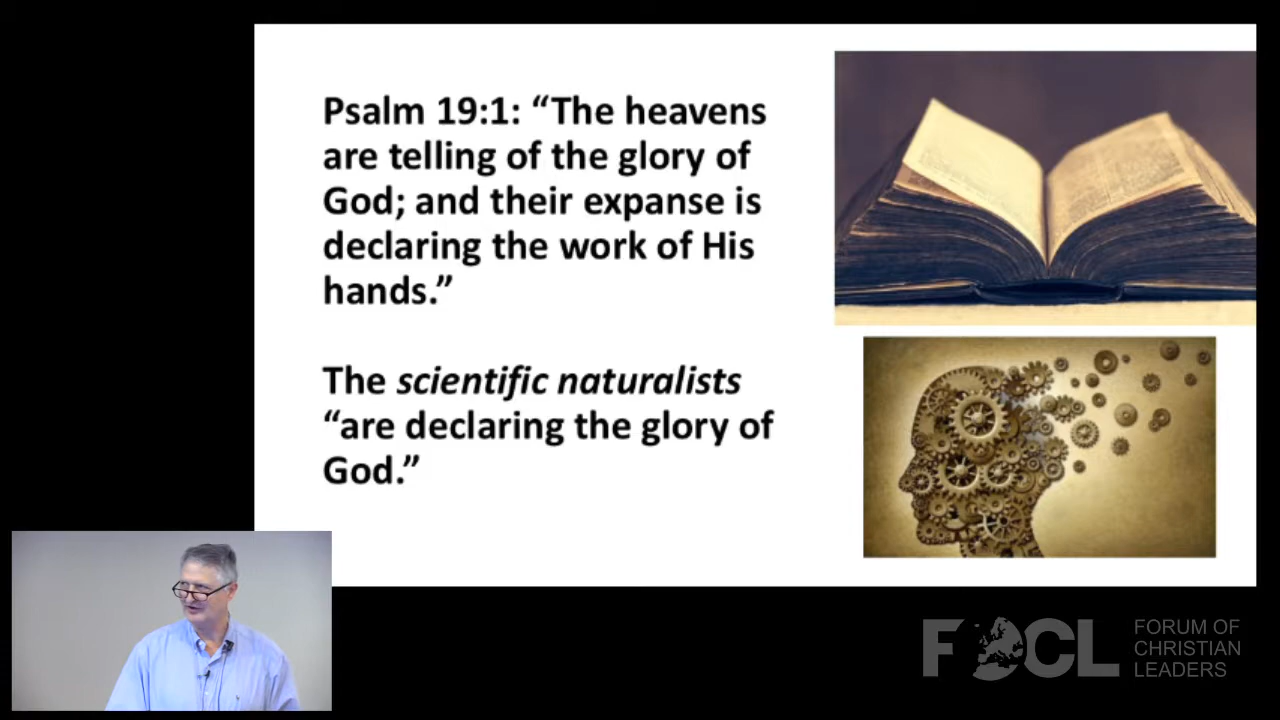 Psalm 19:1: “The heavens
are telling of the glory of
God; and their expanse is
declaring the work of His
hands.”
The scientific naturalists
“are declaring the glory of
God.”
FOCL
FORUM OF
CHRISTIAN
LEADERS